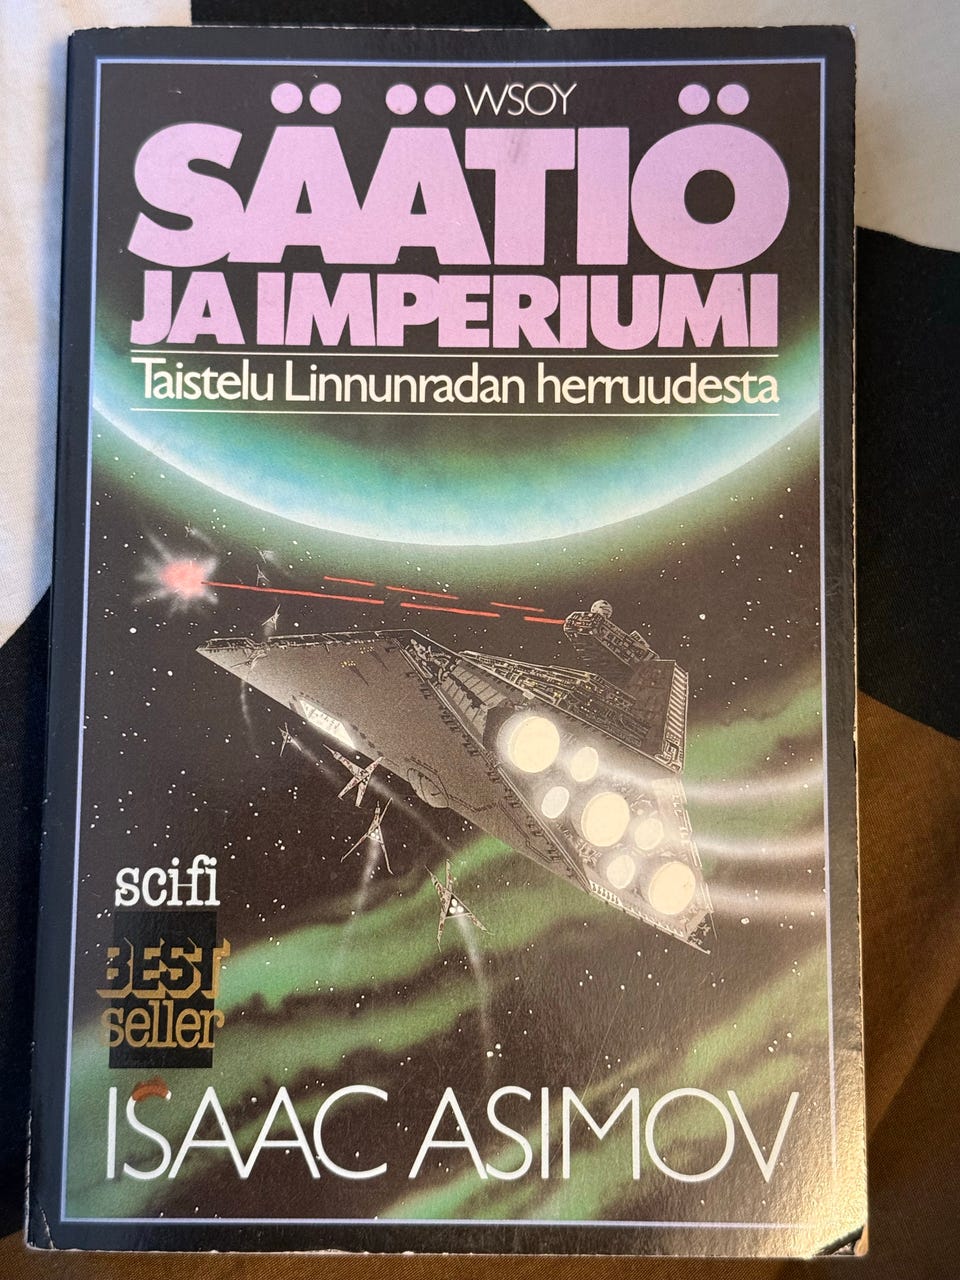 WSOY
SÄÄTIÖ
JA IMPERIUMI
Taistelu Linnunradan herruudesta
scifi
BEST
seller
ISAAC ASIMOV